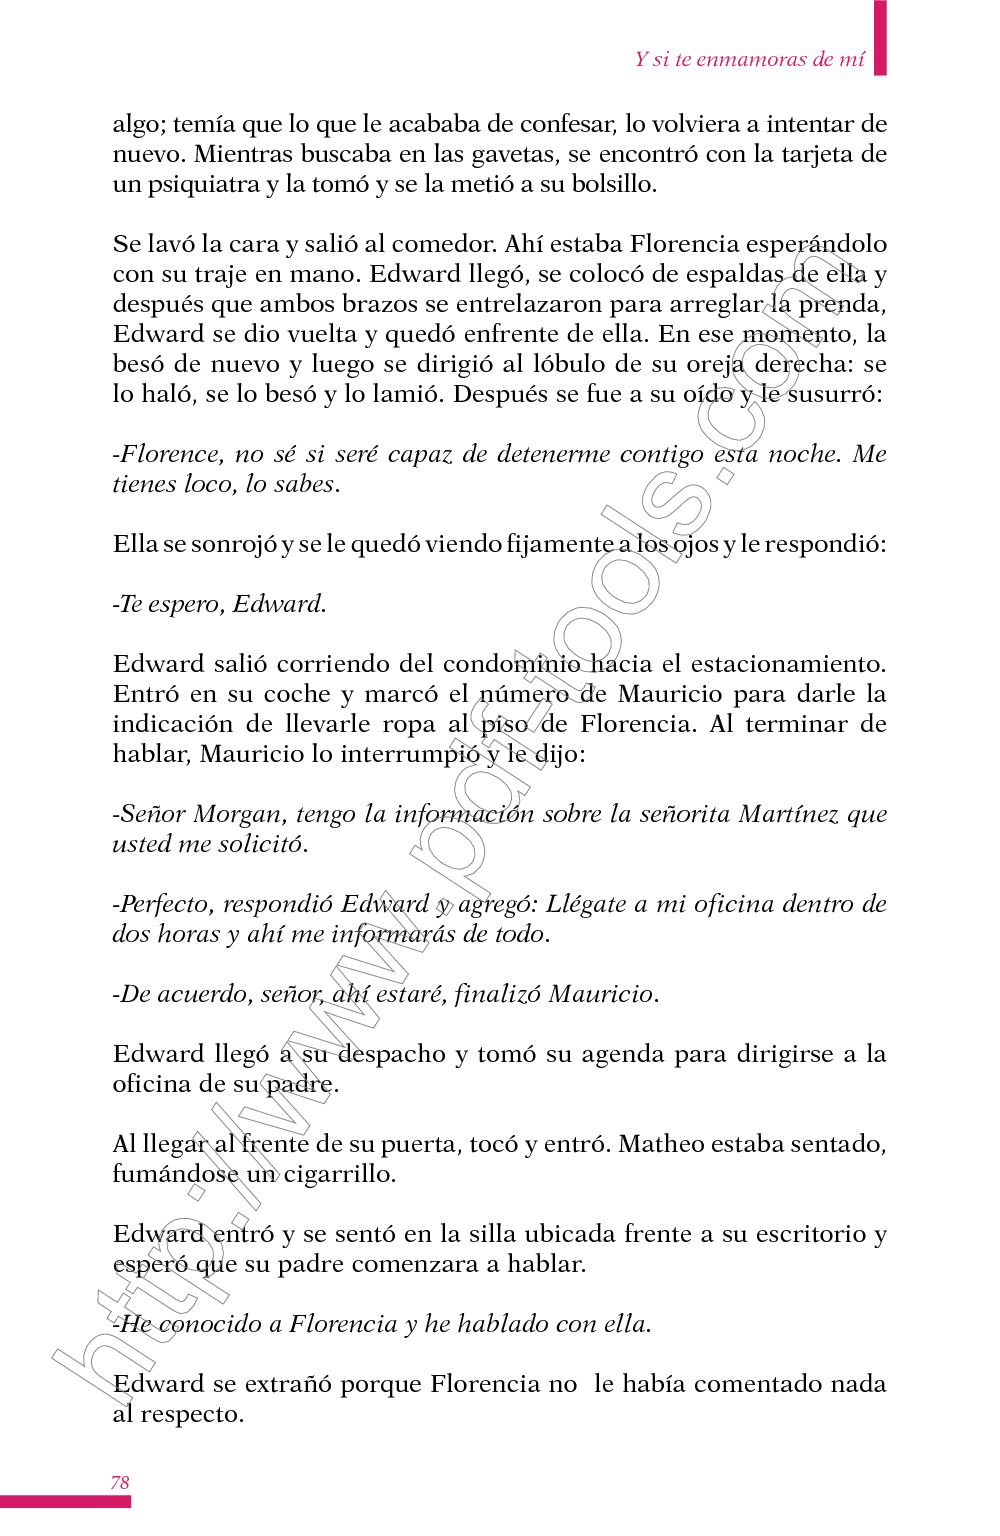 Y si te enmamoras de mí
algo; temía que lo que le acababa de confesar, lo volviera a intentar de
nuevo. Mientras buscaba en las gavetas, se encontró con la tarjeta de
un psiquiatra y la tomó y se la metió a su bolsillo.
Se lavó la cara y salió al comedor. Ahí estaba Florencia esperándolo
con su traje en mano. Edward llegó, se colocó de espaldas de ella y
después que ambos brazos se entrelazaron para arreglar la prenda,
Edward se dio vuelta y quedó enfrente de ella. En ese momento, la
besó de nuevo y luego se dirigió al lóbulo de su oreja derecha: se
lo haló, se lo besó y lo lamió. Después se fue a su oído y le susurró:
-Florence, no sé si seré capaz de detenerme contigo esta noche. Me
tienes loco, lo sabes.
Ella se sonrojó y se le quedó viendo fijamente a los ojos y le respondió:
-Te espero, Edward.
Edward salió corriendo del condominio hacia el estacionamiento.
Entró en su coche y marcó el número de Mauricio para darle la
indicación de llevarle ropa al piso de Florencia. Al terminar de
hablar, Mauricio lo interrumpió y le dijo:
-Señor Morgan, tengo la información sobre la señorita Martínez que
usted me solicitó.
-Perfecto, respondió Edward y agregó: Llégate a mi oficina dentro de
dos horas y ahí me informarás de todo.
-De acuerdo, señor, ahí estaré, finalizó Mauricio.
Edward llegó a su despacho y tomó su agenda para dirigirse a la
oficina de su padre.
Al llegar al frente de su puerta, tocó y entró. Matheo estaba sentado,
fumándose un cigarrillo.
Edward entró y se sentó en la silla ubicada frente a su escritorio y
esperó que su padre comenzara a hablar.
-He conocido a Florencia y he hablado con ella.
Edward se extrañó porque Florencia no  le había comentado nada
al respecto.
78
http://www.pdf-tools.com